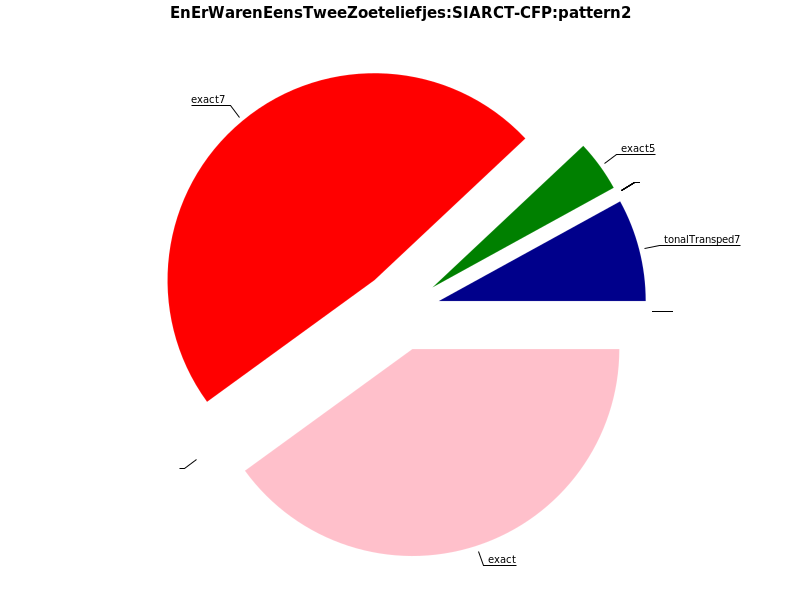 EnErWarenEensTweeZoeteliefjes:SIARCT-CFP:pattern2
exact7
exact5
tonalTransped7
exact